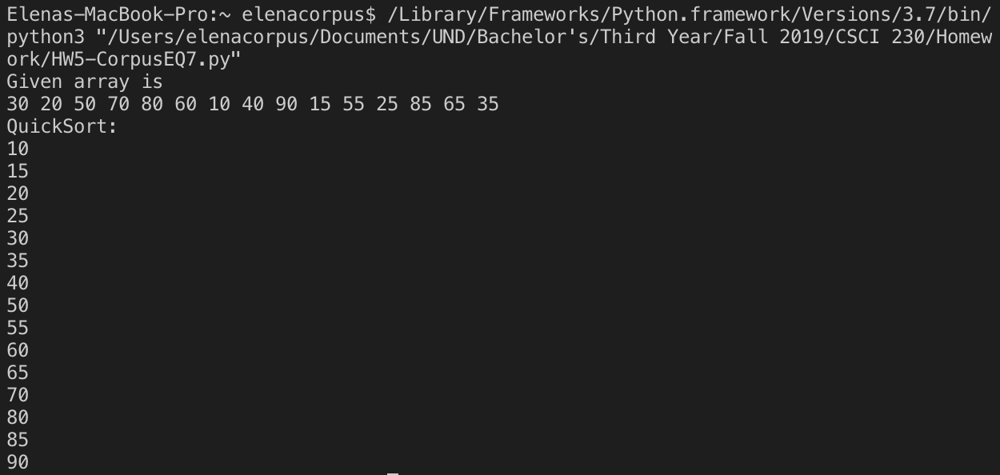 Elenas-MacBook-Pro:~ elenacorpus$ /Library/Frameworks/Python.framework/Versions/3.7/bin/
python3 "/Users/elenacorpus/Documents/UND/Bachelor's/Third Year/Fall 2019/CSCI 230/Homew
ork/HW5-CorpusEQ7.py"
Given array is
30 20 50 70 80 60 10 40 90 15 55 25 85 65 35
QuickSort:
10
15
20
25
30
35
40
50
55
60
65
70
80
85
90